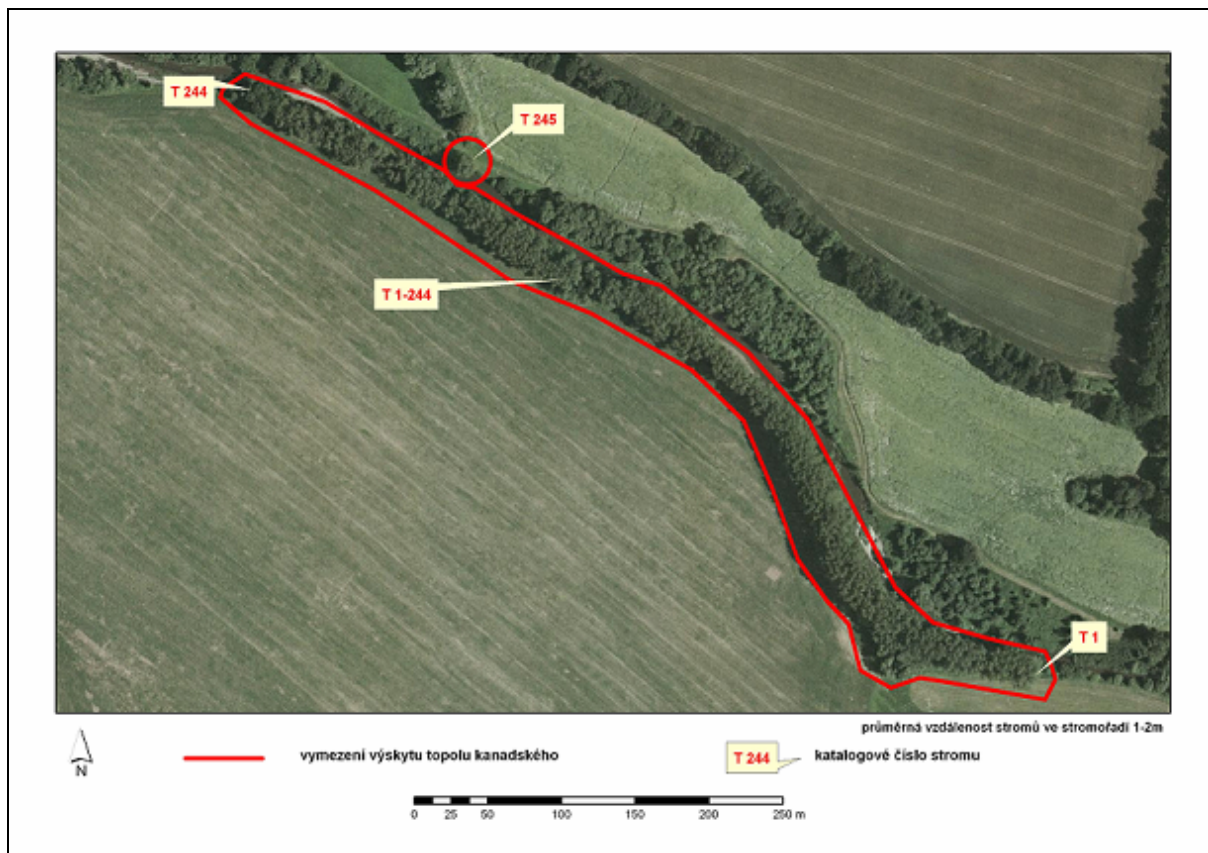 T 244
T 245
T 1-244
T 1
průměrná vzdálenost stromů ve stromořadí 1-2m
N
vymezení výskytu topolu kanadského
T 244
katalogové číslo stromu
0 25 50 100 150 200 250 m